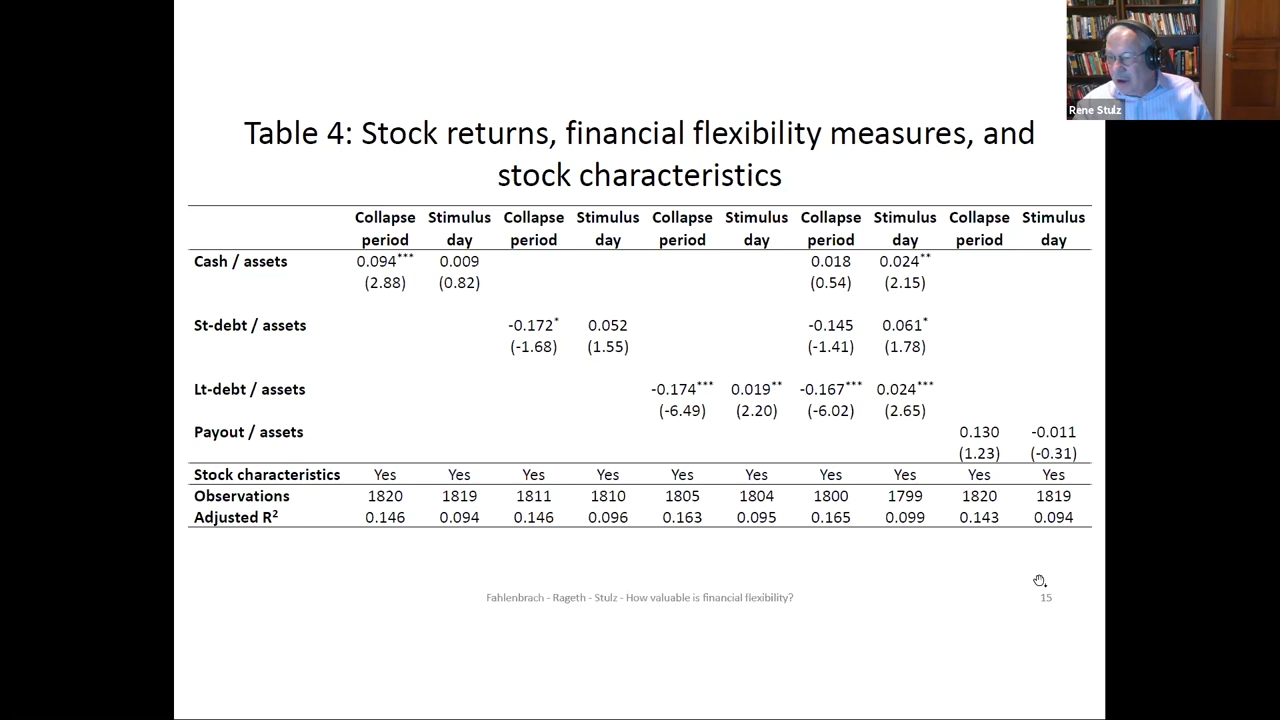 Rene Stulz
Table 4: Stock returns, financial flexibility measures, and
stock characteristics
Collapse Stimulus Collapse Stimulus Collapse Stimulus Collapse Stimulus Collapse Stimulus
period day period day period day period day period day
Cash / assets 0.094*** 0.009 0.018 0.024**
(2.88) (0.82) (0.54) (2.15)
St-debt / assets -0.172* 0.052 -0.145 0.061*
(-1.68) (1.55) (-1.41) (1.78)
Lt-debt / assets -0.174*** 0.019** -0.167*** 0.024***
(-6.49) (2.20) (-6.02) (2.65)
Payout / assets 0.130 -0.011
(1.23) (-0.31)
Stock characteristics Yes Yes Yes Yes Yes Yes Yes Yes Yes Yes
Observations 1820 1819 1811 1810 1805 1804 1800 1799 1820 1819
Adjusted R² 0.146 0.094 0.146 0.096 0.163 0.095 0.165 0.099 0.143 0.094
Fahlenbrach - Rageth - Stulz - How valuable is financial flexibility? 15